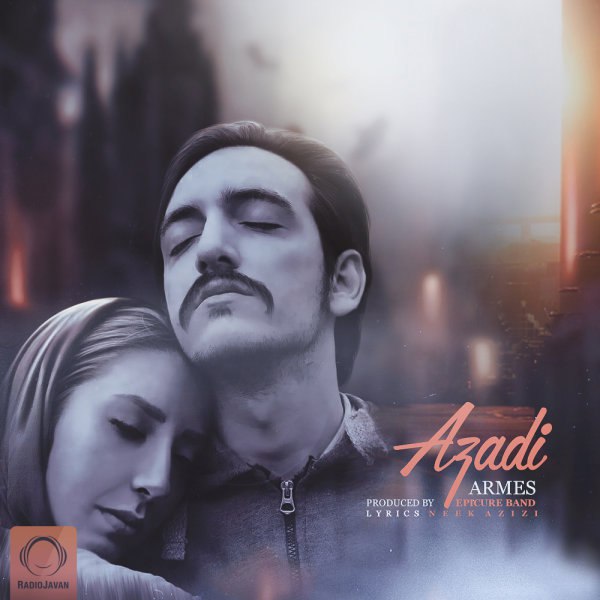 Azadi
ARMES
PRODUCED BY EPICURE BAND
LYRICS NEEK AZIZI
RADIOJAVAN